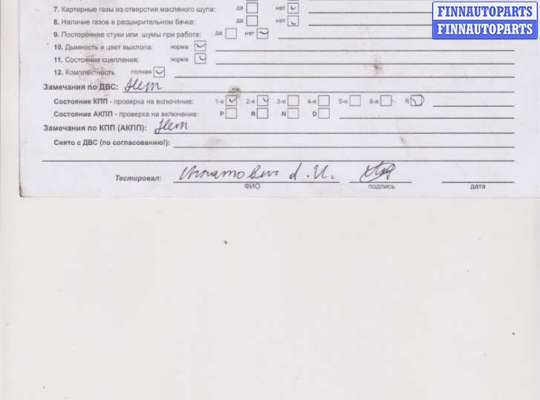 FINNAUTOPARTS
FINNAUTOPARTS
7. Картерные газы из отверстия масляного щупа: да нет
8. Наличие газов в расширительном бачке: да нет
9. Посторонние стуки или шумы при работе: да нет
10. Дымность и цвет выхлопа: норма
11. Состояние сцепления: норма
12. Комплектность полная
Замечания по ДВС: Нет
Состояние КПП - проверка на включение: 1-я 2-я 3-я 4-я 5-я 6-я R
Состояние АКПП - проверка на включение: P R N D
Замечания по КПП (АКПП): Нет
Снято с ДВС (по согласованию!):
Тестировал:
ФИО подпись дата